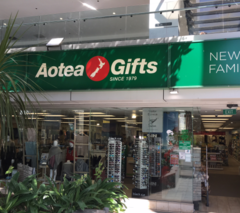 Aotea Gifts
SINCE 1979
NEW
FAMI